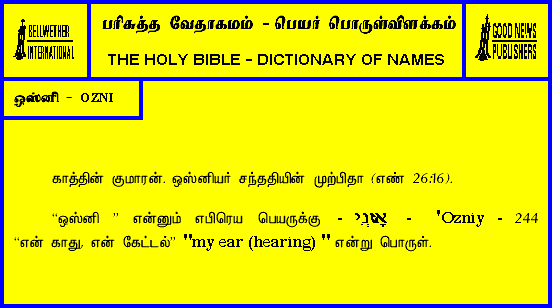 BELLWETHER
INTERNATIONAL
பரிசுத்த வேதாகமம் - பெயர் பொருள்விளக்கம்
THE HOLY BIBLE - DICTIONARY OF NAMES
GOOD NEWS
PUBLISHERS
ஒஸ்னி - OZNI
காத்தின் குமாரன். ஒஸ்னியர் சந்ததியின் முற்பிதா (எண் 26:16).
“ஒஸ்னி ” என்னும் எபிரெய பெயருக்கு - אָזְנִי - 'Ozniy - 244
“என் காது, என் கேட்டல்” "my ear (hearing) " என்று பொருள்.